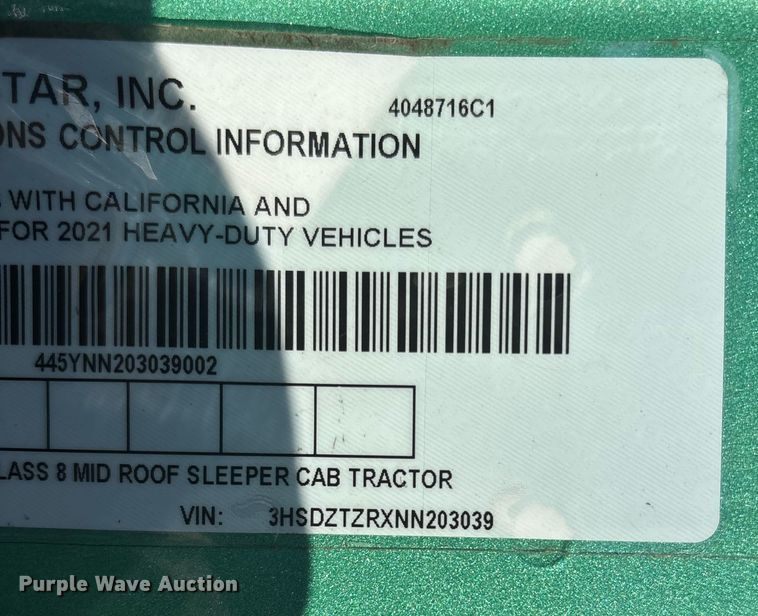 TAR, INC.
4048716C1
ONS CONTROL INFORMATION
WITH CALIFORNIA AND
FOR 2021 HEAVY-DUTY VEHICLES
445YNN203039002
LASS 8 MID ROOF SLEEPER CAB TRACTOR
VIN: 3HSDZTZRXNN203039
Purple Wave Auction